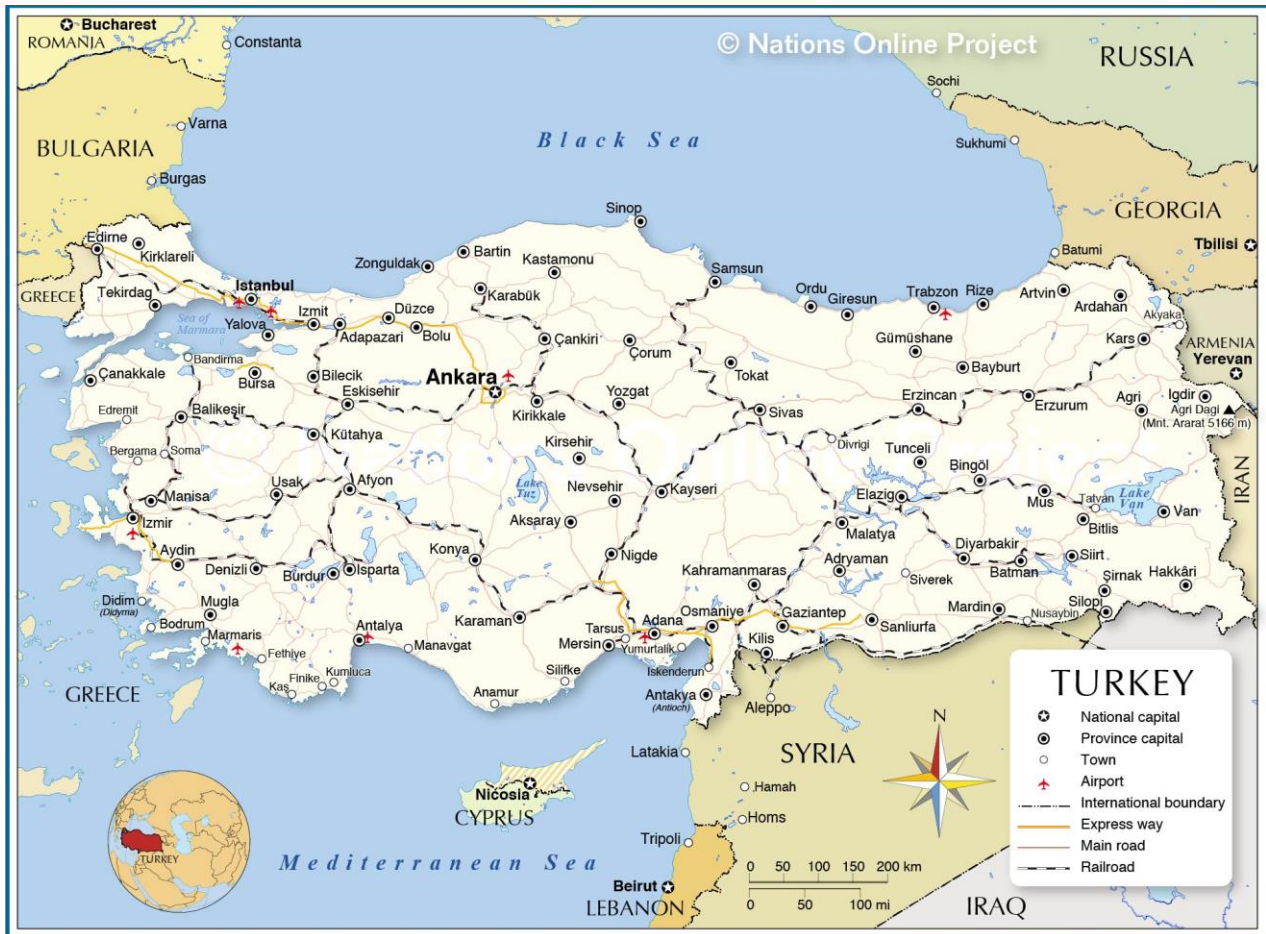 Bucharest
ROMANIA
Constanta
© Nations Online Project
RUSSIA
Sochi
Varna
BULGARIA
Black Sea
Sukhumi
Burgas
GEORGIA
Sinop
Tbilisi
Edirne
Kirklareli
Bartin
Batumi
Zonguldak
Kastamonu
Samsun
GREECE
Tekirdag
Istanbul
Karabük
Ordu
Giresun
Trabzon
Rize
Artvin
Ardahan
Sea of
Marmara
Yalova
Izmit
Düzce
Akyaka
Adapazari
Bolu
Çankiri
Çorum
Gümüshane
Kars
ARMENIA
Yerevan
Bandirma
Çanakkale
Bursa
Bilecik
Ankara
Tokat
Bayburt
Eskisehir
Kirikkale
Yozgat
Sivas
Erzincan
Erzurum
Agri
Igdir
Agri Dagi
(Mnt. Ararat 5166 m)
Edremit
Balikesir
Kütahya
Divrigi
Tunceli
© Nations Online Project
Bergama
Soma
Kirsehir
Bingöl
IRAN
Manisa
Usak
Afyon
Lake
Tuz
Nevsehir
Kayseri
Elazig
Mus
Tatvan
Lake
Van
Van
Izmir
Aksaray
Malatya
Bitlis
Aydin
Denizli
Burdur
Isparta
Konya
Nigde
Kahramanmaras
Adryaman
Diyarbakir
Batman
Siirt
Siverek
Sirnak
Hakkâri
Didim
(Didyma)
Mugla
Bodrum
Marmaris
Antalya
Karaman
Adana
Osmaniye
Gaziantep
Sanliurfa
Mardin
Nusaybin
Silopi
Tarsus
Mersin
Yumurtalik
Kilis
Fethiye
Manavgat
Iskenderun
GREECE
Kaş
Finike
Kumluca
Silifke
Anamur
Antakya
(Antioch)
Aleppo
Latakia
SYRIA
N
Nicosia
CYPRUS
Hamah
Homs
Tripoli
TURKEY
Mediterranean Sea
Beirut
LEBANON
IRAQ
0 50 100 150 200 km
0 50 100 mi
TURKEY
National capital
Province capital
Town
Airport
International boundary
Express way
Main road
Railroad